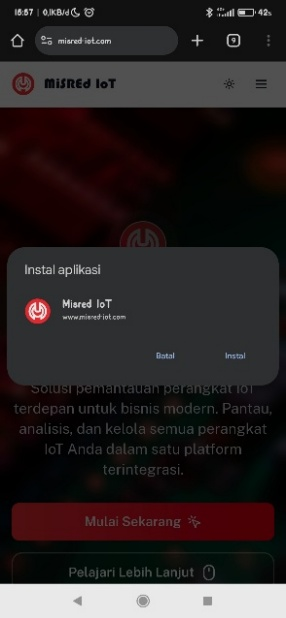 16:57 | 0,1KB/d
42%
misred-iot.com
9
MiSREd IoT
Instal aplikasi
Misred IoT
www.misred-iot.com
Batal
Instal
Solusi pemantauan perangkat IoT
terdepan untuk bisnis modern. Pantau,
analisis, dan kelola semua perangkat
IoT Anda dalam satu platform
terintegrasi.
Mulai Sekarang
Pelajari Lebih Lanjut